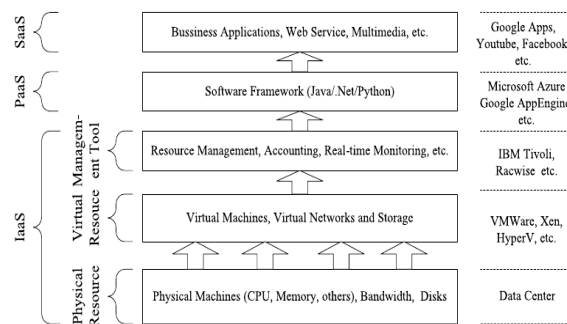 SaaS
Bussiness Applications, Web Service, Multimedia, etc.
Google Apps,
Youtube, Facebook
etc.
PaaS
Software Framework (Java/.Net/Python)
Microsoft Azure
Google AppEngine
etc.
IaaS
Managem-
ent Tool
Resource Management, Accounting, Real-time Monitoring, etc.
IBM Tivoli,
Racwise etc.
Virtual
Resouce
Virtual Machines, Virtual Networks and Storage
VMWare, Xen,
HyperV, etc.
Physical
Resource
Physical Machines (CPU, Memory, others), Bandwidth, Disks
Data Center